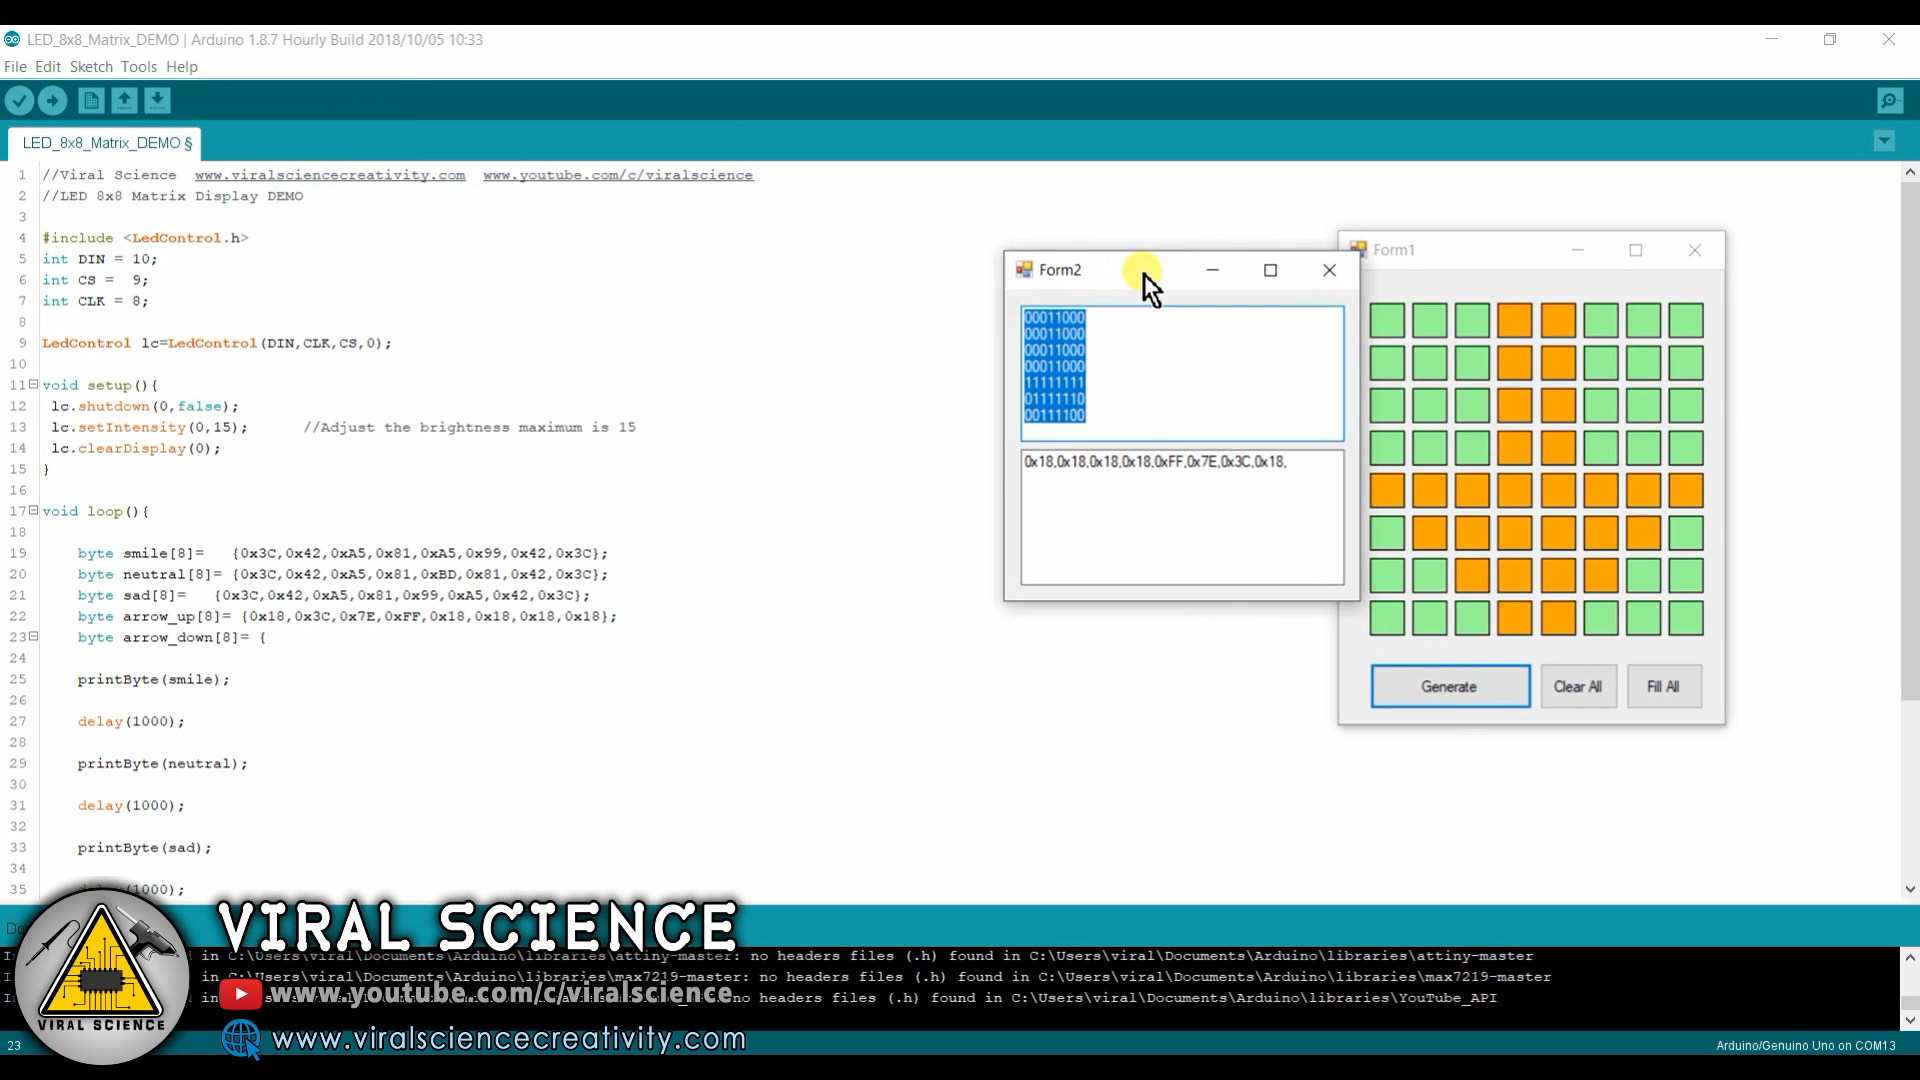 LED_8x8_Matrix_DEMO | Arduino 1.8.7 Hourly Build 2018/10/05 10:33
File Edit Sketch Tools Help
LED_8x8_Matrix_DEMO §
1 //Viral Science www.viralsciencecreativity.com www.youtube.com/c/viralscience
2 //LED 8x8 Matrix Display DEMO
3
4 #include <LedControl.h>
5 int DIN = 10;
6 int CS = 9;
7 int CLK = 8;
8
9 LedControl lc=LedControl(DIN,CLK,CS,0);
10
11 void setup(){
12 lc.shutdown(0,false);
13 lc.setIntensity(0,15); //Adjust the brightness maximum is 15
14 lc.clearDisplay(0);
15 }
16
17 void loop(){
18
19 byte smile[8]= {0x3C,0x42,0xA5,0x81,0xA5,0x99,0x42,0x3C};
20 byte neutral[8]= {0x3C,0x42,0xA5,0x81,0xBD,0x81,0x42,0x3C};
21 byte sad[8]= {0x3C,0x42,0xA5,0x81,0x99,0xA5,0x42,0x3C};
22 byte arrow_up[8]= {0x18,0x3C,0x7E,0xFF,0x18,0x18,0x18,0x18};
23 byte arrow_down[8]= {
24
25 printByte(smile);
26
27 delay(1000);
28
29 printByte(neutral);
30
31 delay(1000);
32
33 printByte(sad);
34
35 (1000);
Form2
00011000
00011000
00011000
00011000
11111111
01111110
00111100
0x18,0x18,0x18,0x18,0xFF,0x7E,0x3C,0x18,
Form1
Generate Clear All Fill All
in C:\Users\viral\Documents\Arduino\libraries\attiny-master: no headers files (.h) found in C:\Users\viral\Documents\Arduino\libraries\attiny-master
in C:\Users\viral\Documents\Arduino\libraries\max7219-master: no headers files (.h) found in C:\Users\viral\Documents\Arduino\libraries\max7219-master
in no headers files (.h) found in C:\Users\viral\Documents\Arduino\libraries\YouTube_API
VIRAL SCIENCE
VIRAL SCIENCE
www.youtube.com/c/viralscience
www.viralsciencecreativity.com
23
Arduino/Genuino Uno on COM13